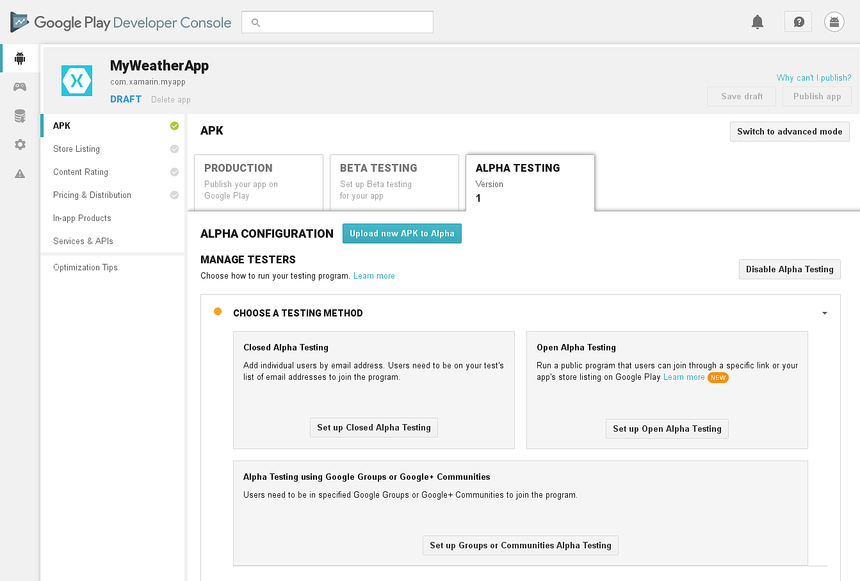 Google Play Developer Console
MyWeatherApp
com.xamarin.myapp
DRAFT Delete app
Why can't I publish?
Save draft
Publish app
APK
Store Listing
Content Rating
Pricing & Distribution
In-app Products
Services & APIs
Optimization Tips
APK
Switch to advanced mode
PRODUCTION
Publish your app on
Google Play
BETA TESTING
Set up Beta testing
for your app
ALPHA TESTING
Version
1
ALPHA CONFIGURATION
Upload new APK to Alpha
MANAGE TESTERS
Choose how to run your testing program. Learn more
Disable Alpha Testing
CHOOSE A TESTING METHOD
Closed Alpha Testing
Add individual users by email address. Users need to be on your test's
list of email addresses to join the program.
Set up Closed Alpha Testing
Open Alpha Testing
Run a public program that users can join through a specific link or your
app's store listing on Google Play Learn more NEW
Set up Open Alpha Testing
Alpha Testing using Google Groups or Google+ Communities
Users need to be in specified Google Groups or Google+ Communities to join the program.
Set up Groups or Communities Alpha Testing